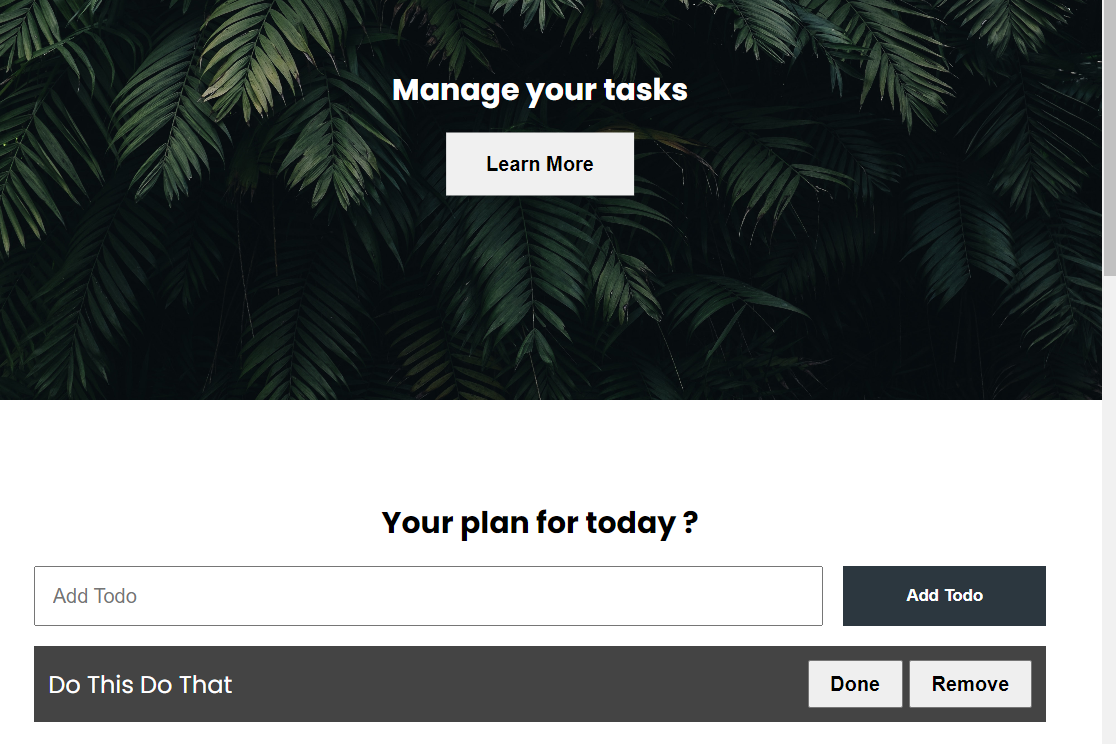 Manage your tasks
Learn More
Your plan for today ?
Add Todo
Add Todo
Do This Do That
Done
Remove